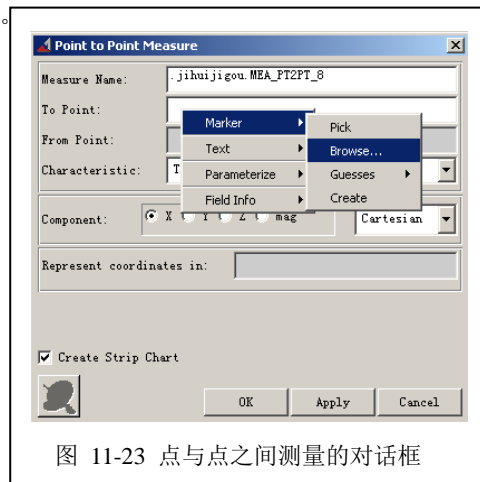 。
Point to Point Measure
Measure Name: .jihuijigou.MEA_PT2PT_8
To Point:
Marker Pick
From Point:
Text Browse...
Characteristic: T Parameterize Guesses
Field Info Create
Component: X Y Z mag Cartesian
Represent coordinates in:
Create Strip Chart
OK Apply Cancel
图 11-23 点与点之间测量的对话框